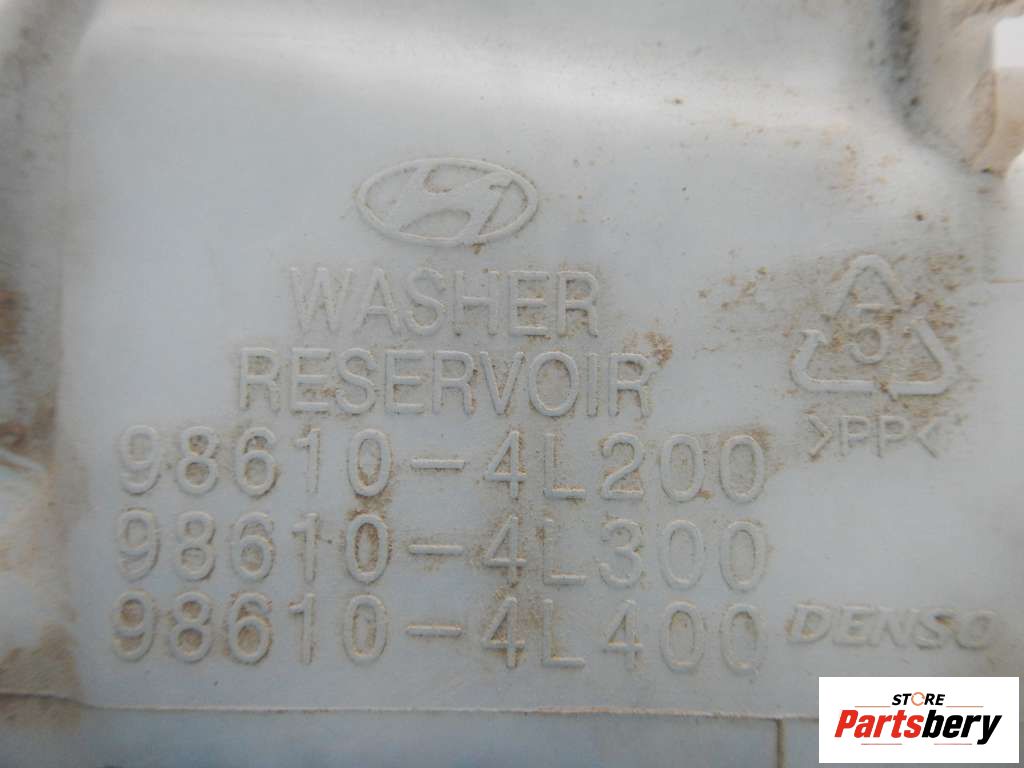 WASHER
RESERVOIR
5
>PP<
98610-4L200
98610-4L300
98610-4L400
DENSO
STORE
Partsbery